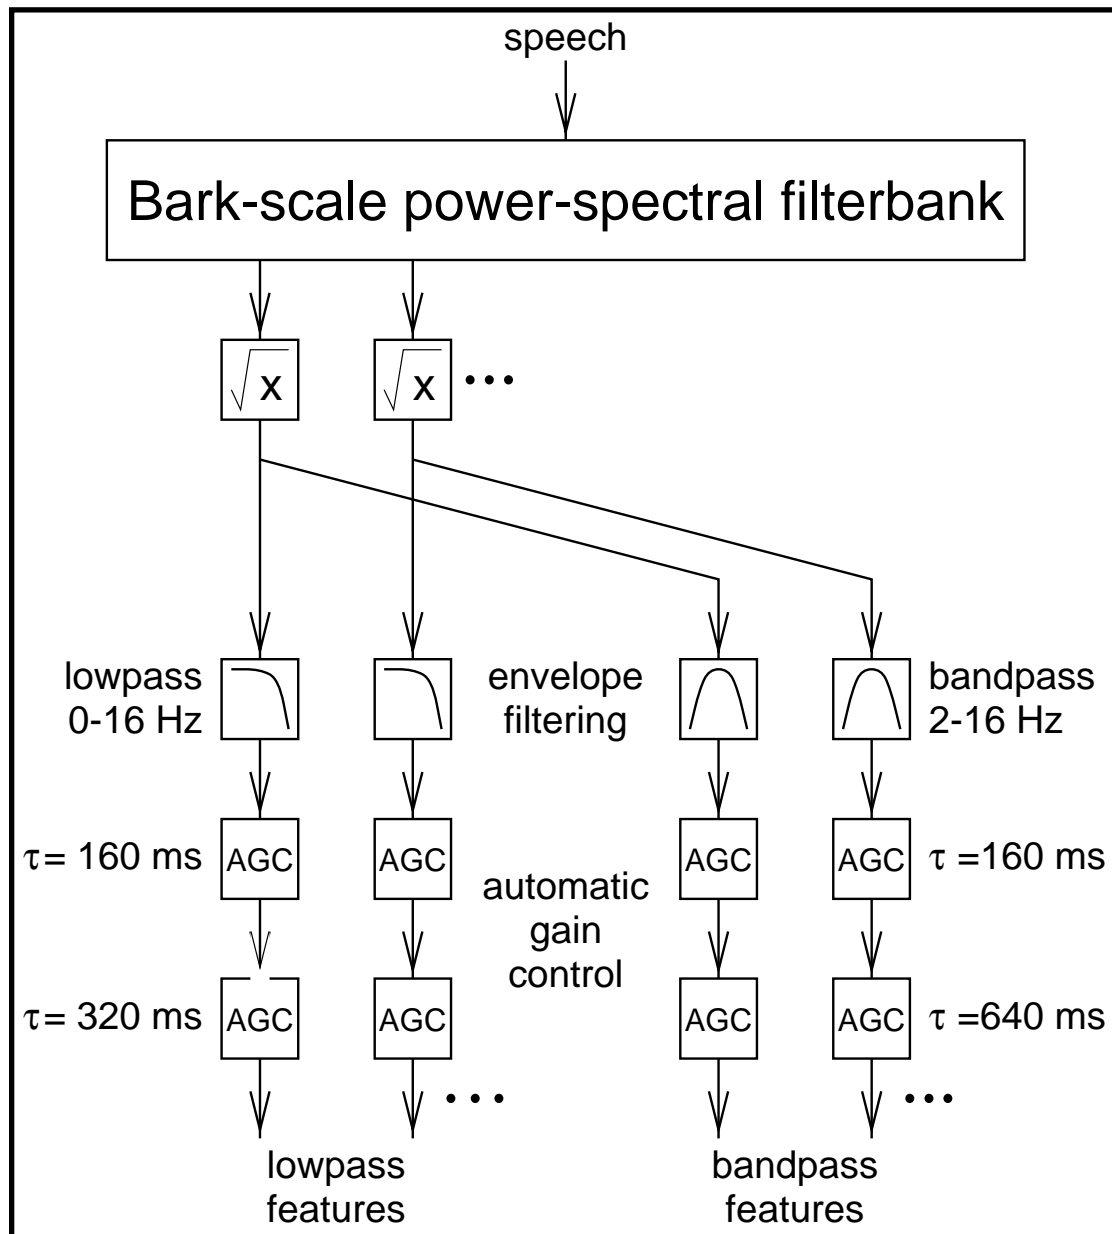 speech
Bark-scale power-spectral filterbank
√x √x •••
lowpass
0-16 Hz
envelope
filtering
bandpass
2-16 Hz
τ= 160 ms
AGC AGC AGC AGC
τ =160 ms
automatic
gain
control
τ= 320 ms
AGC AGC AGC AGC
τ =640 ms
••• •••
lowpass
features
bandpass
features